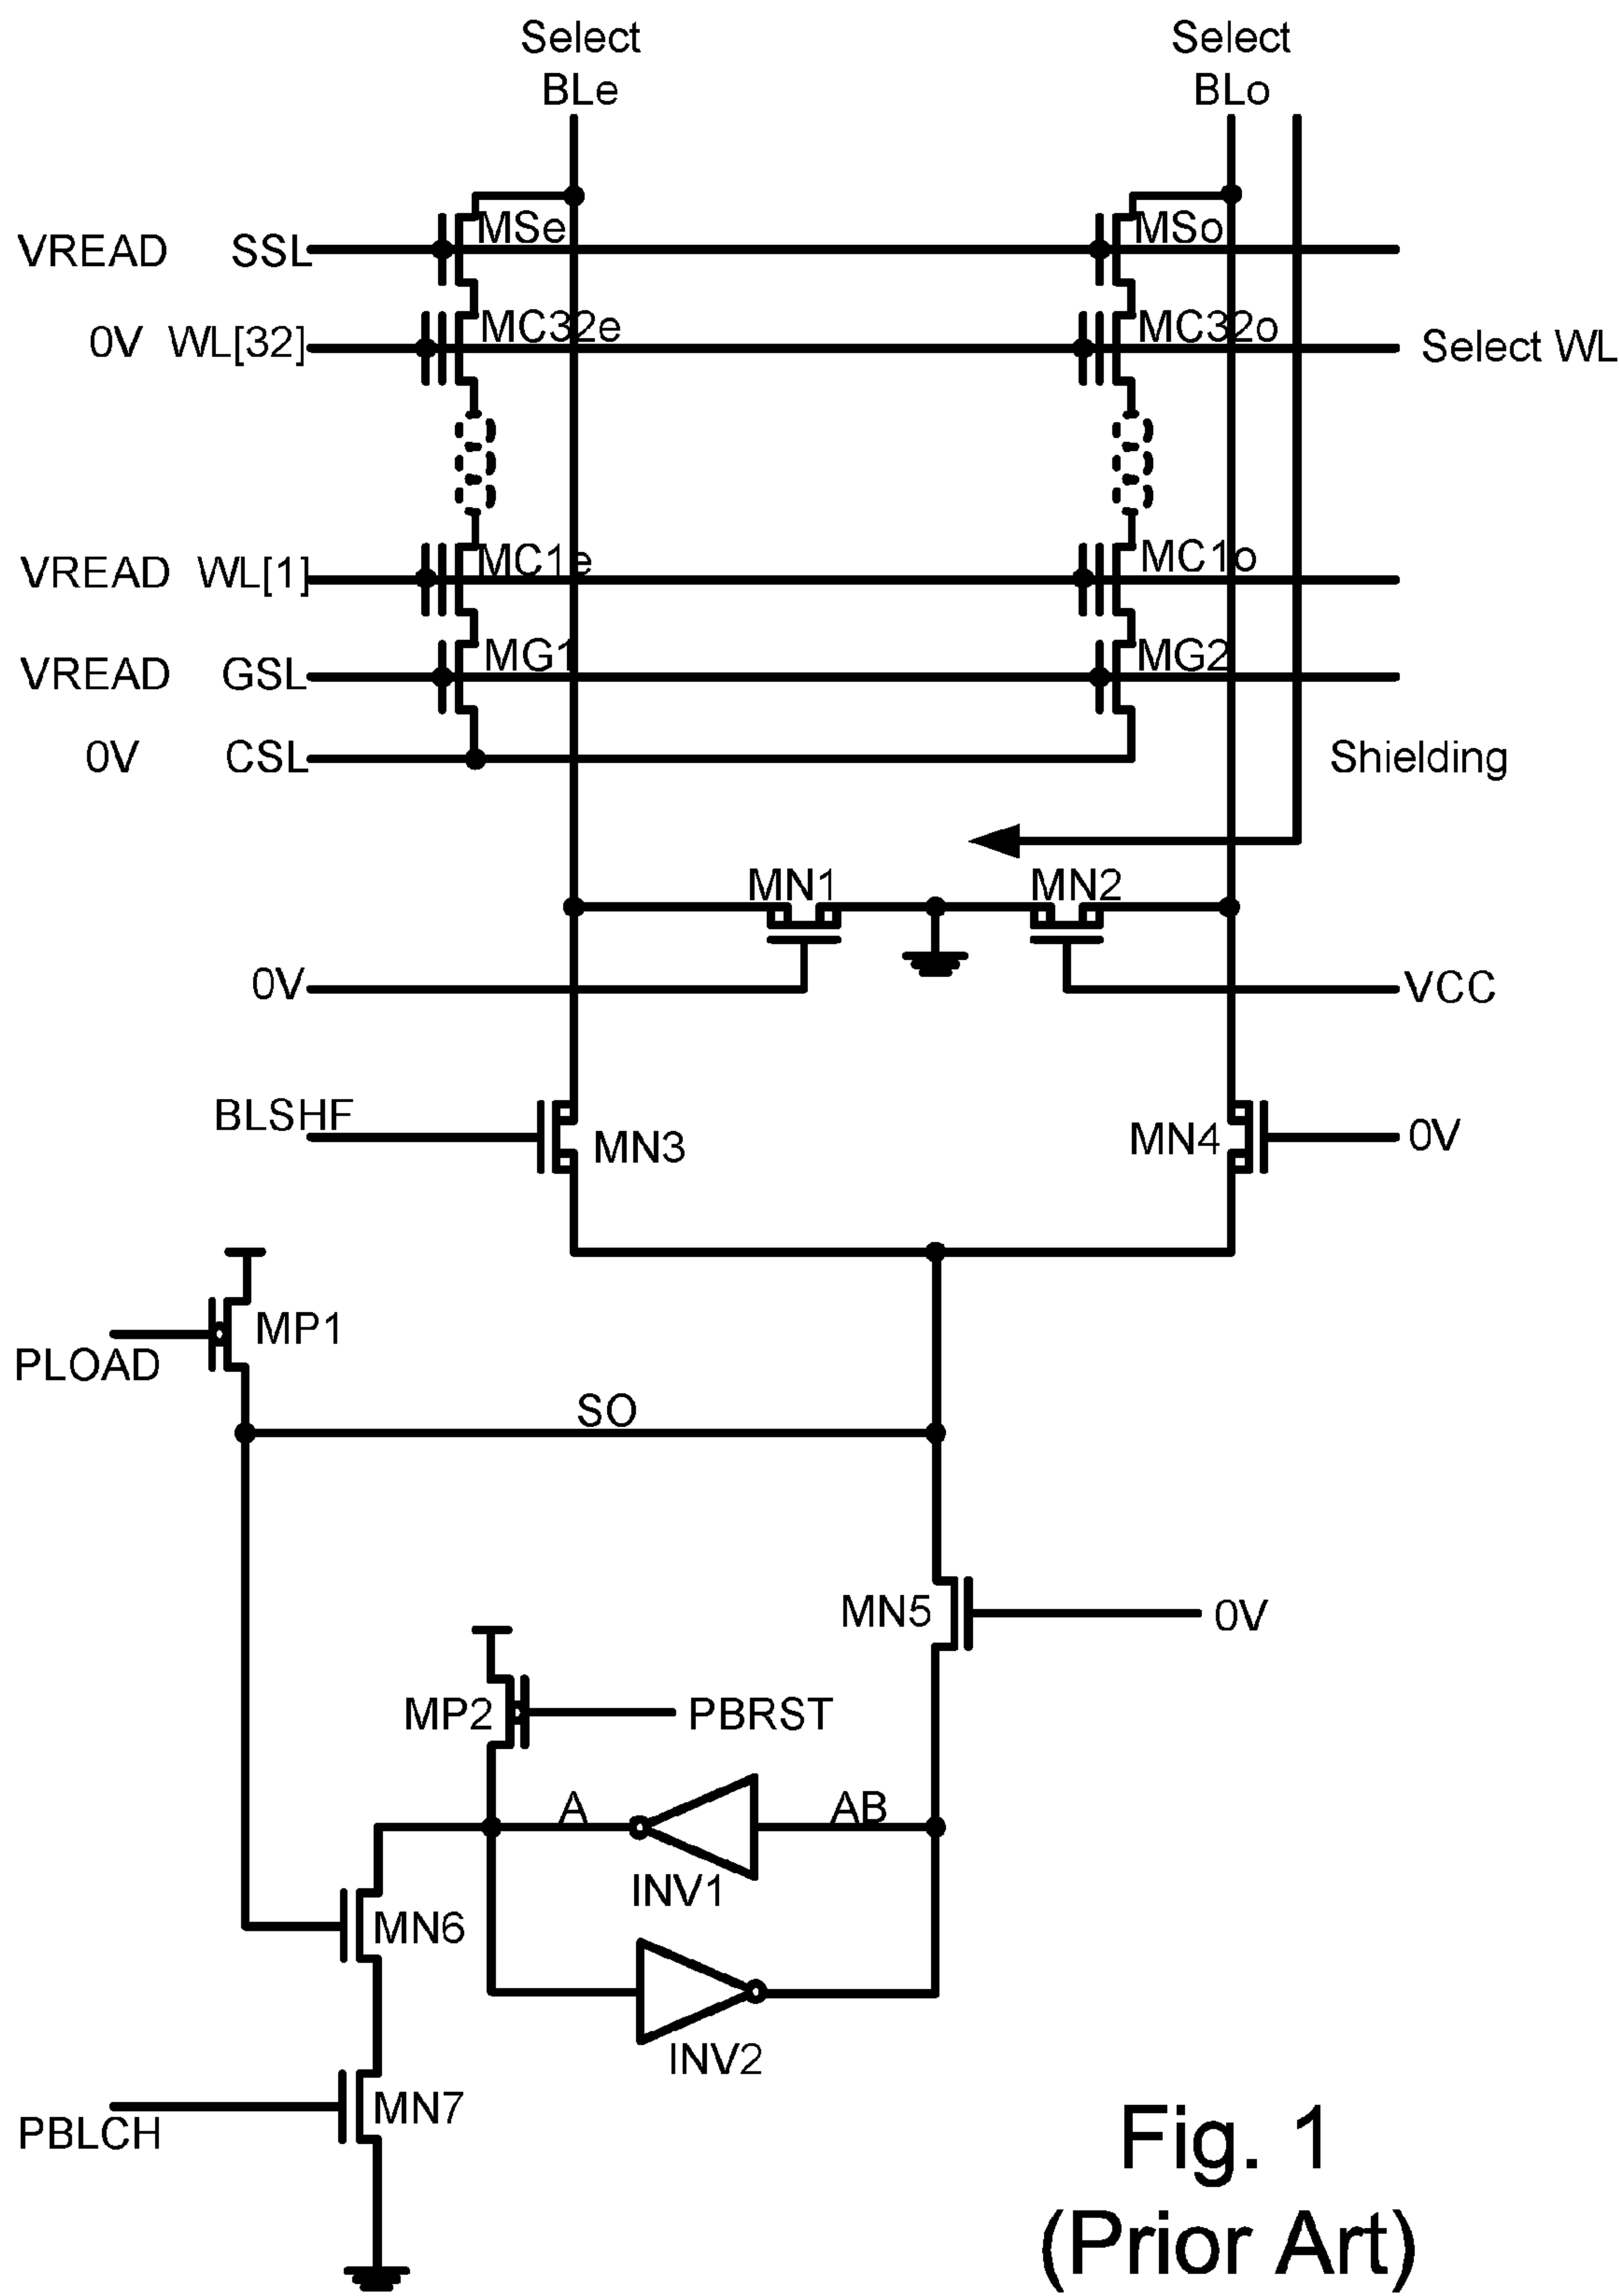 Select
BLe
Select
BLo
VREAD SSL
MSe
MSo
0V WL[32]
MC32e
MC32o
Select WL
VREAD WL[1]
MC1e
MC1o
VREAD GSL
MG1
MG2
0V CSL
Shielding
MN1
MN2
0V
VCC
BLSHF
MN3
MN4
0V
MP1
PLOAD
SO
MN5
0V
MP2
PBRST
A
AB
INV1
MN6
INV2
MN7
PBLCH
Fig. 1
(Prior Art)